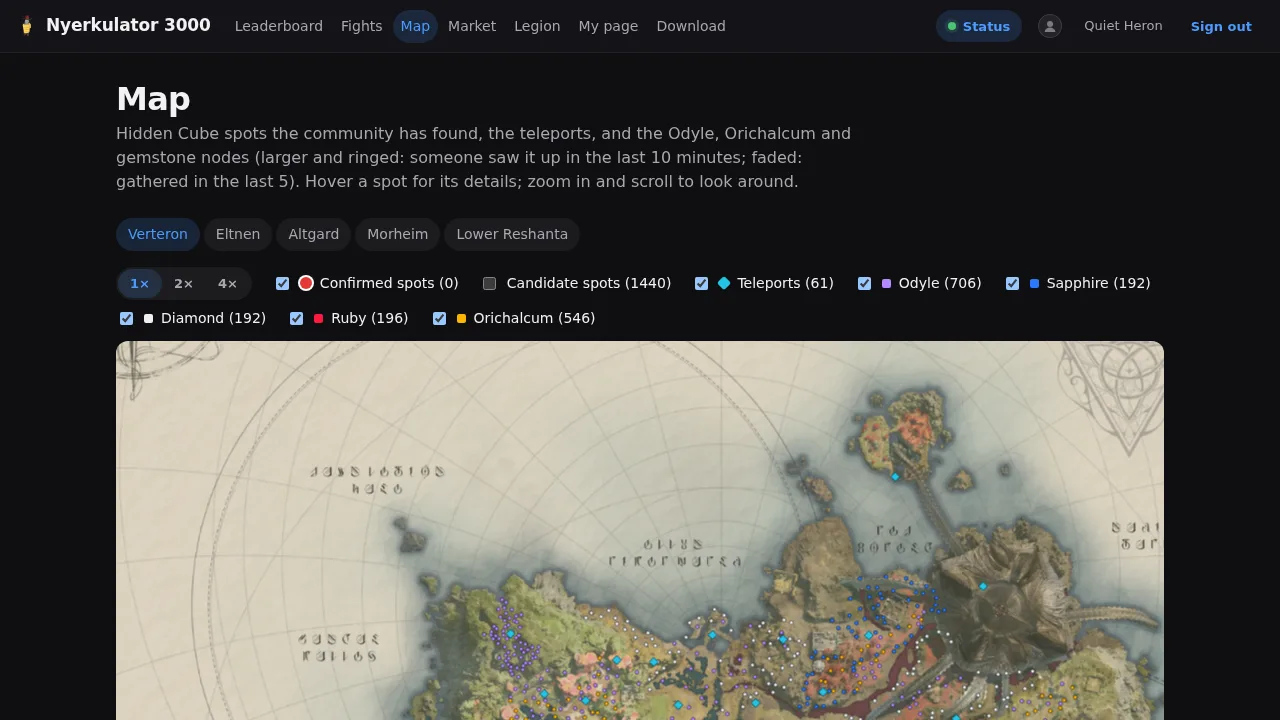 Nyerkulator 3000
Leaderboard
Fights
Map
Market
Legion
My page
Download
Status
Quiet Heron
Sign out
Map
Hidden Cube spots the community has found, the teleports, and the Odyle, Orichalcum and
gemstone nodes (larger and ringed: someone saw it up in the last 10 minutes; faded:
gathered in the last 5). Hover a spot for its details; zoom in and scroll to look around.
Verteron
Eltnen
Altgard
Morheim
Lower Reshanta
1×
2×
4×
Confirmed spots (0)
Candidate spots (1440)
Teleports (61)
Odyle (706)
Sapphire (192)
Diamond (192)
Ruby (196)
Orichalcum (546)